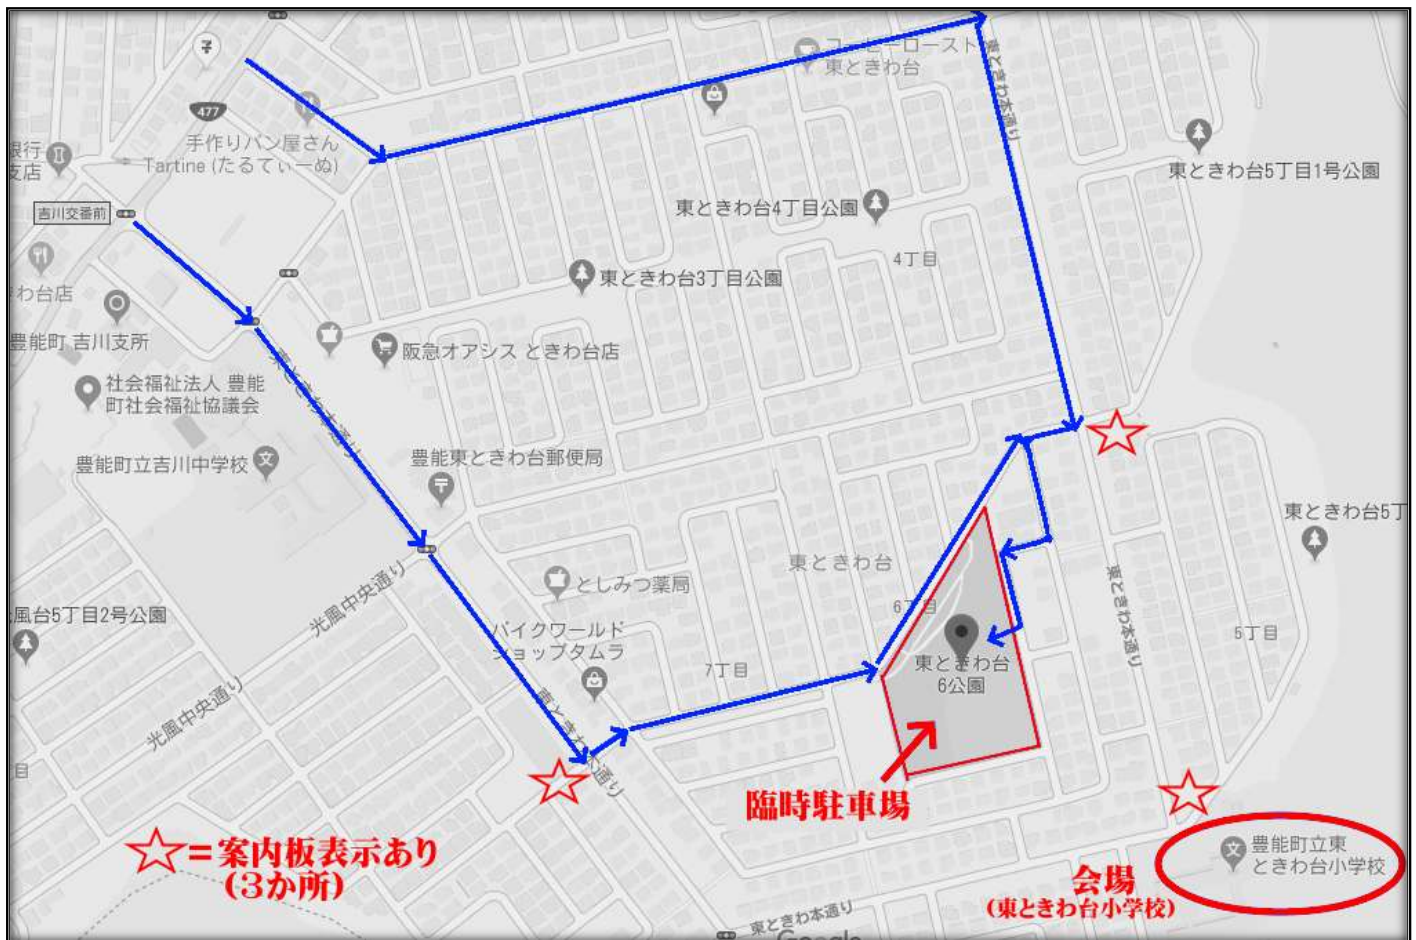 コーヒーロースト
東ときわ台
東ときわ本通り
477
手作りパン屋さん
Tartine (たるてぃーぬ)
銀行
支店
東ときわ台5丁目1号公園
吉川交番前
東ときわ台4丁目公園
4丁目
東ときわ台3丁目公園
わ台店
豊能町 吉川支所
阪急オアシス ときわ台店
東ときわ本通り
社会福祉法人 豊能
町社会福祉協議会
豊能町立吉川中学校
豊能東ときわ台郵便局
東ときわ台5丁
東ときわ台
としみつ薬局
光風中央通り
風台5丁目2号公園
6丁目
東ときわ本通り
バイクワールド
ショップタムラ
5丁目
7丁目
東ときわ台
6公園
光風中央通り
東ときわ本通り
目
臨時駐車場
☆=案内板表示あり
(3か所)
豊能町立東
ときわ台小学校
会場
(東ときわ台小学校)
東ときわ本通り
Google